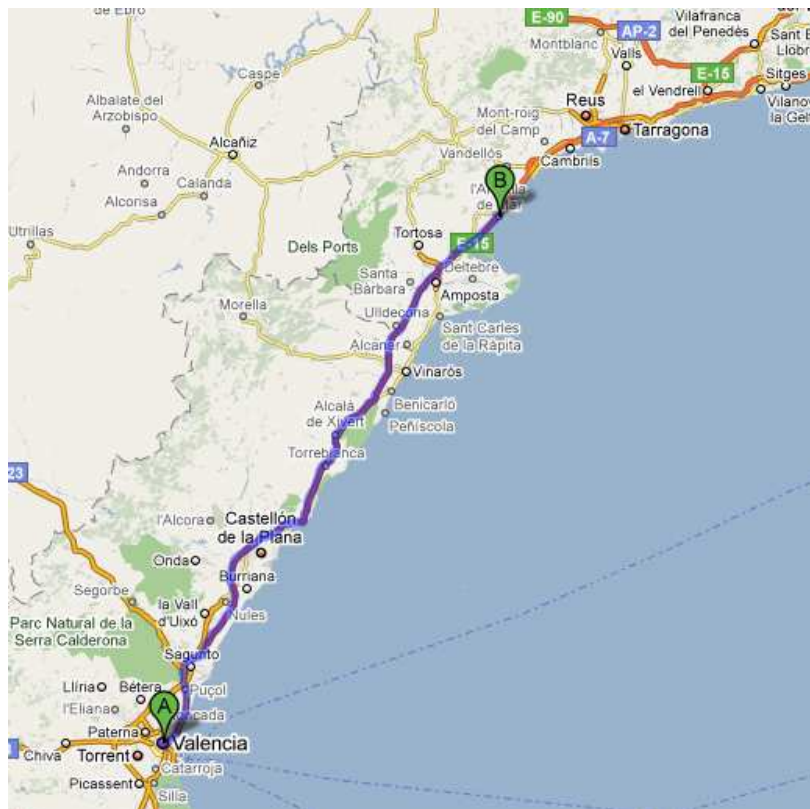 de Ebro
E-90
AP-2
Vilafranca
del Penedès
Montblanc
Valls
Sant E
Llobr
E-15
Sitges
Caspe
el Vendrell
Vilano
la Gelt
Albalate del
Arzobispo
Reus
Mont-roig
del Camp
Tarragona
A-7
Alcañiz
Vandellòs
Cambrils
Andorra
Calanda
B
Alcorisa
Utrillas
Tortosa
E-15
Dels Ports
Santa
Bàrbara
Deltebre
Amposta
Morella
Ulldecona
Sant Carles
de la Ràpita
Alcanar
Vinaròs
Benicarló
Alcalà
de Xivert
Peñíscola
Torreblanca
23
l'Alcora
Castellón
de la Plana
Onda
Burriana
Segorbe
la Vall
d'Uixó
Nules
Parc Natural de la
Serra Calderona
Sagunto
Llíria
Bétera
Puçol
l'Eliana
A
Paterna
Valencia
Chiva
Torrent
Catarroja
Picassent
Silla